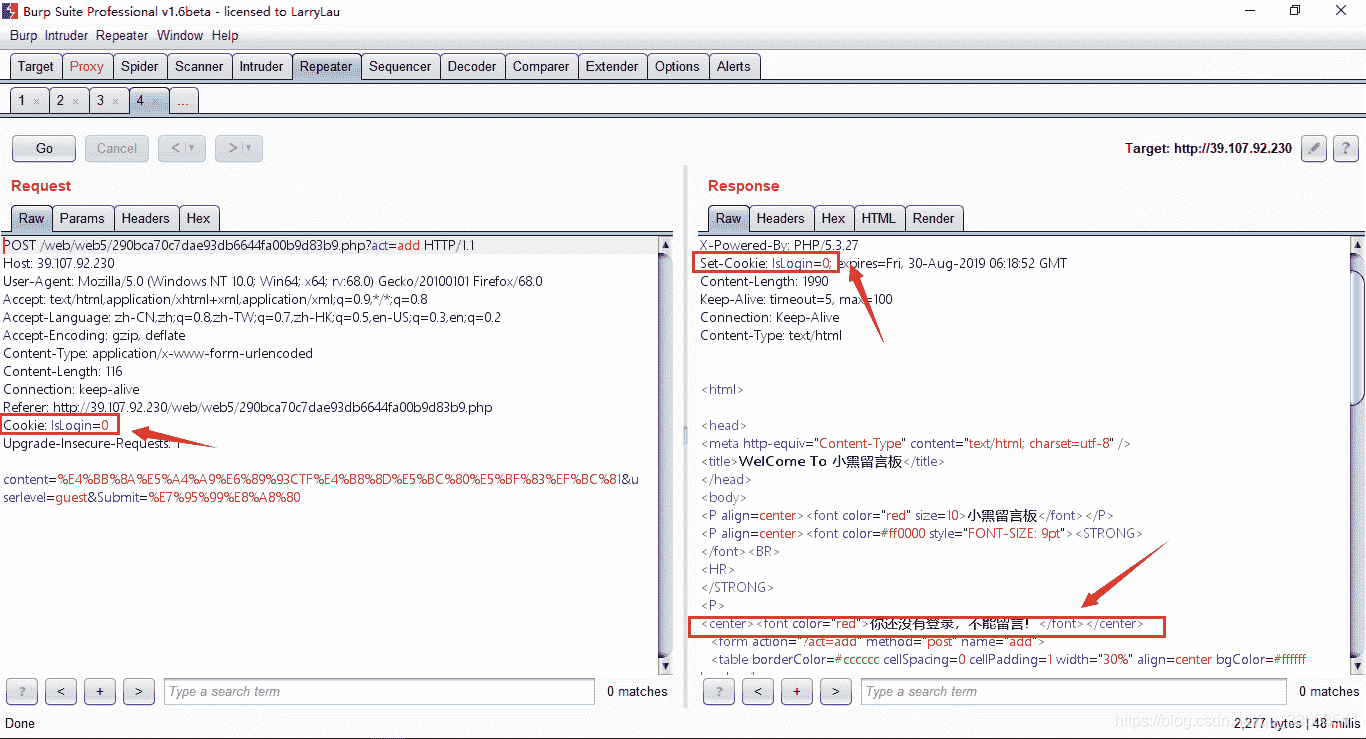 Burp Suite Professional v1.6beta - licensed to LarryLau
Burp Intruder Repeater Window Help
Target Proxy Spider Scanner Intruder Repeater Sequencer Decoder Comparer Extender Options Alerts
1 × 2 × 3 × 4 × ...
Go Cancel < > Target: http://39.107.92.230 ?
Request
Raw Params Headers Hex
POST /web/web5/290bca70c7dae93db6644fa00b9d83b9.php?act=add HTTP/1.1
Host: 39.107.92.230
User-Agent: Mozilla/5.0 (Windows NT 10.0; Win64; x64; rv:68.0) Gecko/20100101 Firefox/68.0
Accept: text/html,application/xhtml+xml,application/xml;q=0.9,*/*;q=0.8
Accept-Language: zh-CN,zh;q=0.8,zh-TW;q=0.7,zh-HK;q=0.5,en-US;q=0.3,en;q=0.2
Accept-Encoding: gzip, deflate
Content-Type: application/x-www-form-urlencoded
Content-Length: 116
Connection: keep-alive
Referer: http://39.107.92.230/web/web5/290bca70c7dae93db6644fa00b9d83b9.php
Cookie: IsLogin=0
Upgrade-Insecure-Requests: 1
content=%E4%BB%8A%E5%A4%A9%E6%89%93CTF%E4%B8%8D%E5%BC%80%E5%BF%83%EF%BC%81&u
serlevel=guest&Submit=%E7%95%99%E8%A8%80
? < + > Type a search term 0 matches
Response
Raw Headers Hex HTML Render
X-Powered-By: PHP/5.3.27
Set-Cookie: IsLogin=0; expires=Fri, 30-Aug-2019 06:18:52 GMT
Content-Length: 1990
Keep-Alive: timeout=5, max=100
Connection: Keep-Alive
Content-Type: text/html
<html>
<head>
<meta http-equiv="Content-Type" content="text/html; charset=utf-8" />
<title>WelCome To 小黑留言板</title>
</head>
<body>
<P align=center><font color="red" size=10>小黑留言板</font></P>
<P align=center><font color=#ff0000 style="FONT-SIZE: 9pt"><STRONG>
</font><BR>
<HR>
</STRONG>
<P>
<center><font color="red">你还没有登录，不能留言！</font></center>
<form action="?act=add" method="post" name="add">
<table borderColor=#cccccc cellSpacing=0 cellPadding=1 width="30%" align=center bgColor=#ffffff
? < + > Type a search term 0 matches
Done 2,277 bytes | 48 millis